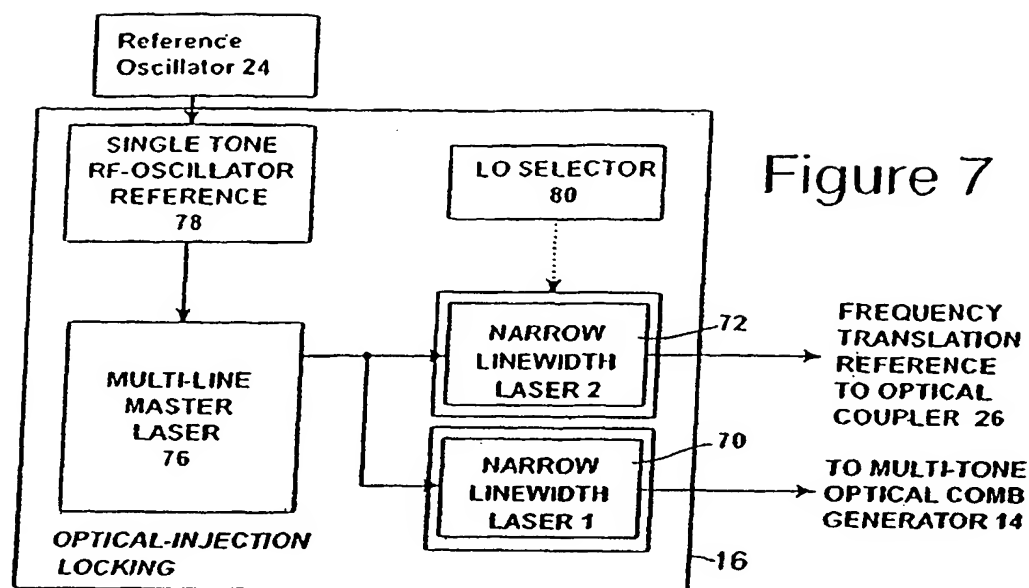 Reference
Oscillator 24
SINGLE TONE
RF-OSCILLATOR
REFERENCE
78
LO SELECTOR
80
Figure 7
MULTI-LINE
MASTER
LASER
76
NARROW
LINEWIDTH
LASER 2
72
FREQUENCY
TRANSLATION
REFERENCE
TO OPTICAL
COUPLER 26
NARROW
LINEWIDTH
LASER 1
70
TO MULTI-TONE
OPTICAL COMB
GENERATOR 14
OPTICAL-INJECTION
LOCKING
16